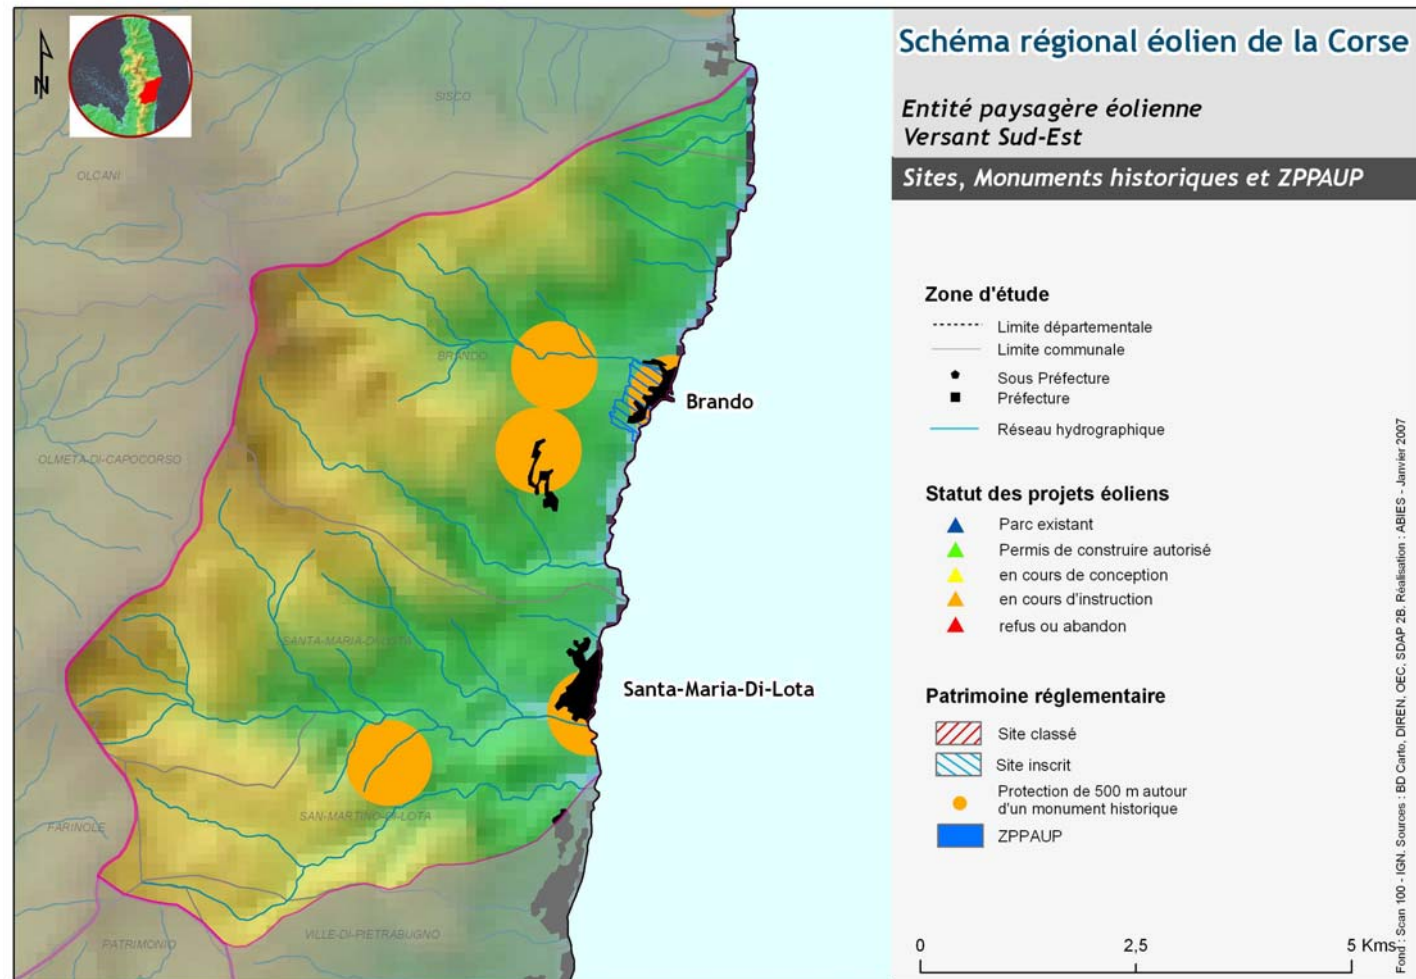 Schéma régional éolien de la Corse
Entité paysagère éolienne
Versant Sud-Est
Sites, Monuments historiques et ZPPAUP
N
SISCO
OLCANI
BRANDO
Brando
OLMETA-DI-CAPOCORSO
SANTA-MARIA-DI-LOTA
Santa-Maria-Di-Lota
SAN-MARTINO-DI-LOTA
FARINOLE
VILLE-DI-PIETRABUGNO
PATRIMONIO
Zone d'étude
Limite départementale
Limite communale
Sous Préfecture
Préfecture
Réseau hydrographique
Statut des projets éoliens
Parc existant
Permis de construire autorisé
en cours de conception
en cours d'instruction
refus ou abandon
Patrimoine réglementaire
Site classé
Site inscrit
Protection de 500 m autour
d'un monument historique
ZPPAUP
0 2,5 5 Kms
Fond : Scan 100 - IGN. Sources : BD Carto, DIREN, OEC, SDAP 2B. Réalisation : ABIES - Janvier 2007